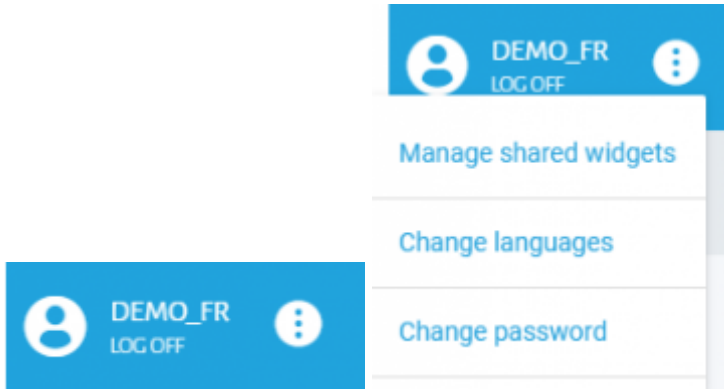 DEMO_FR
LOG OFF
DEMO_FR
LOG OFF
Manage shared widgets
Change languages
Change password